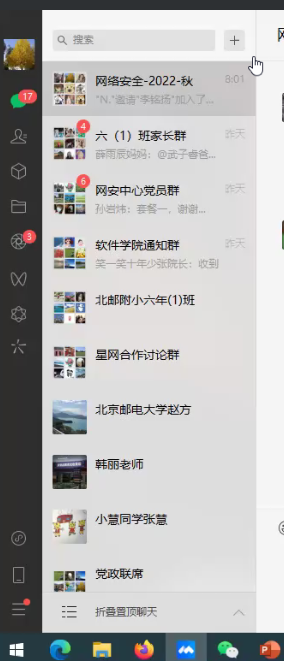 搜索
17
网络安全-2022-秋
8:01
"N."邀请"李铭扬"加入了...
4
六（1）班家长群
昨天
薛雨辰妈妈：@孟子睿爸...
6
网安中心党员群
昨天
孙岩炜：套餐一，谢谢...
3
软件学院通知群
昨天
笑一笑十年少张院长：收到
北邮附小六年(1)班
星网合作讨论群
北京邮电大学赵方
韩丽老师
小慧同学张慧
党政联席
折叠置顶聊天